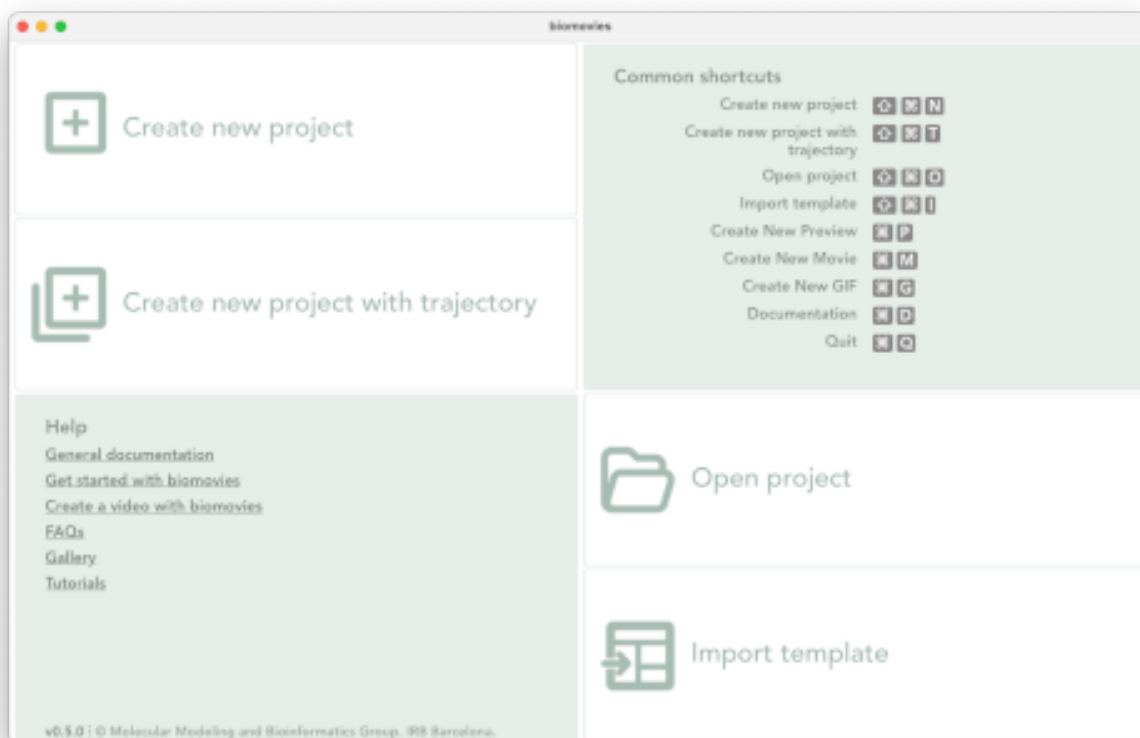 biomovies
Create new project
Create new project with trajectory
Common shortcuts
Create new project ⇧ ⌘ N
Create new project with ⇧ ⌘ T
trajectory
Open project ⇧ ⌘ O
Import template ⇧ ⌘ I
Create New Preview ⌘ P
Create New Movie ⌘ M
Create New GIF ⌘ G
Documentation ⌘ D
Quit ⌘ Q
Help
General documentation
Get started with biomovies
Create a video with biomovies
FAQs
Gallery
Tutorials
v0.5.0 | © Molecular Modeling and Bioinformatics Group. IRB Barcelona.
Open project
Import template